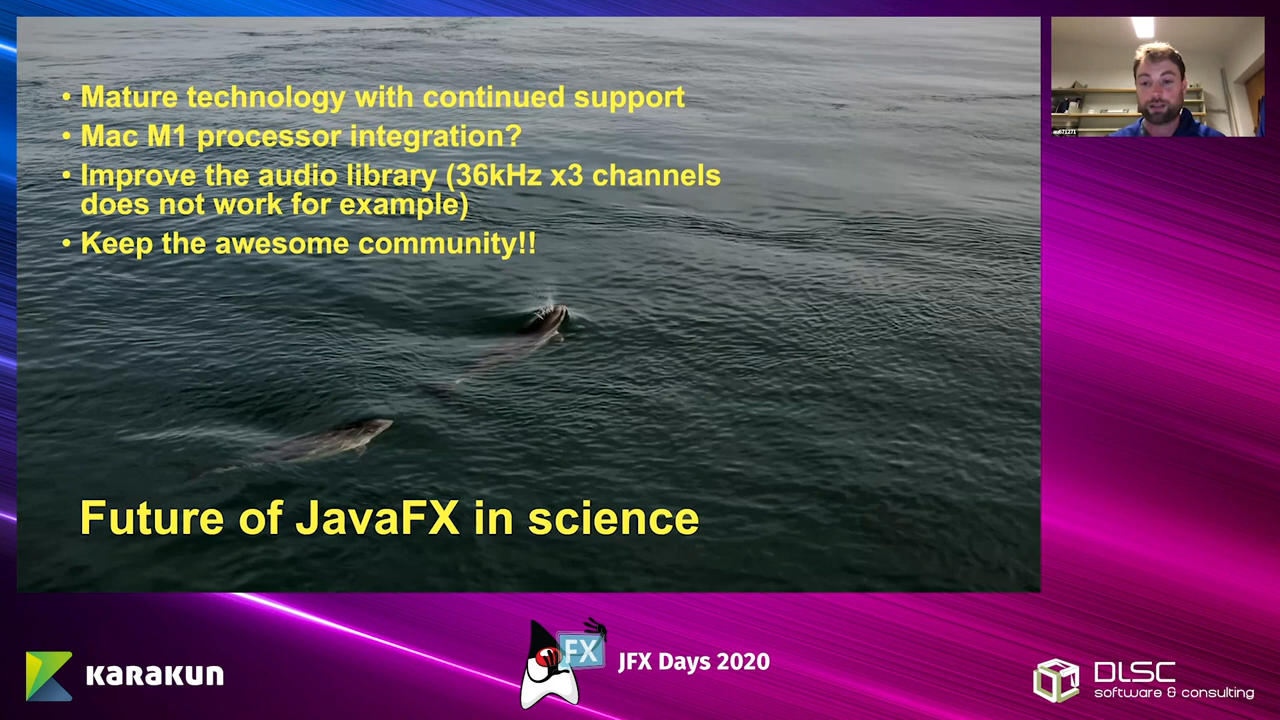 • Mature technology with continued support
• Mac M1 processor integration?
• Improve the audio library (36kHz x3 channels
does not work for example)
• Keep the awesome community!!
Future of JavaFX in science
au671271
KARAKUN
FX
JFX Days 2020
DLSC
software & consulting